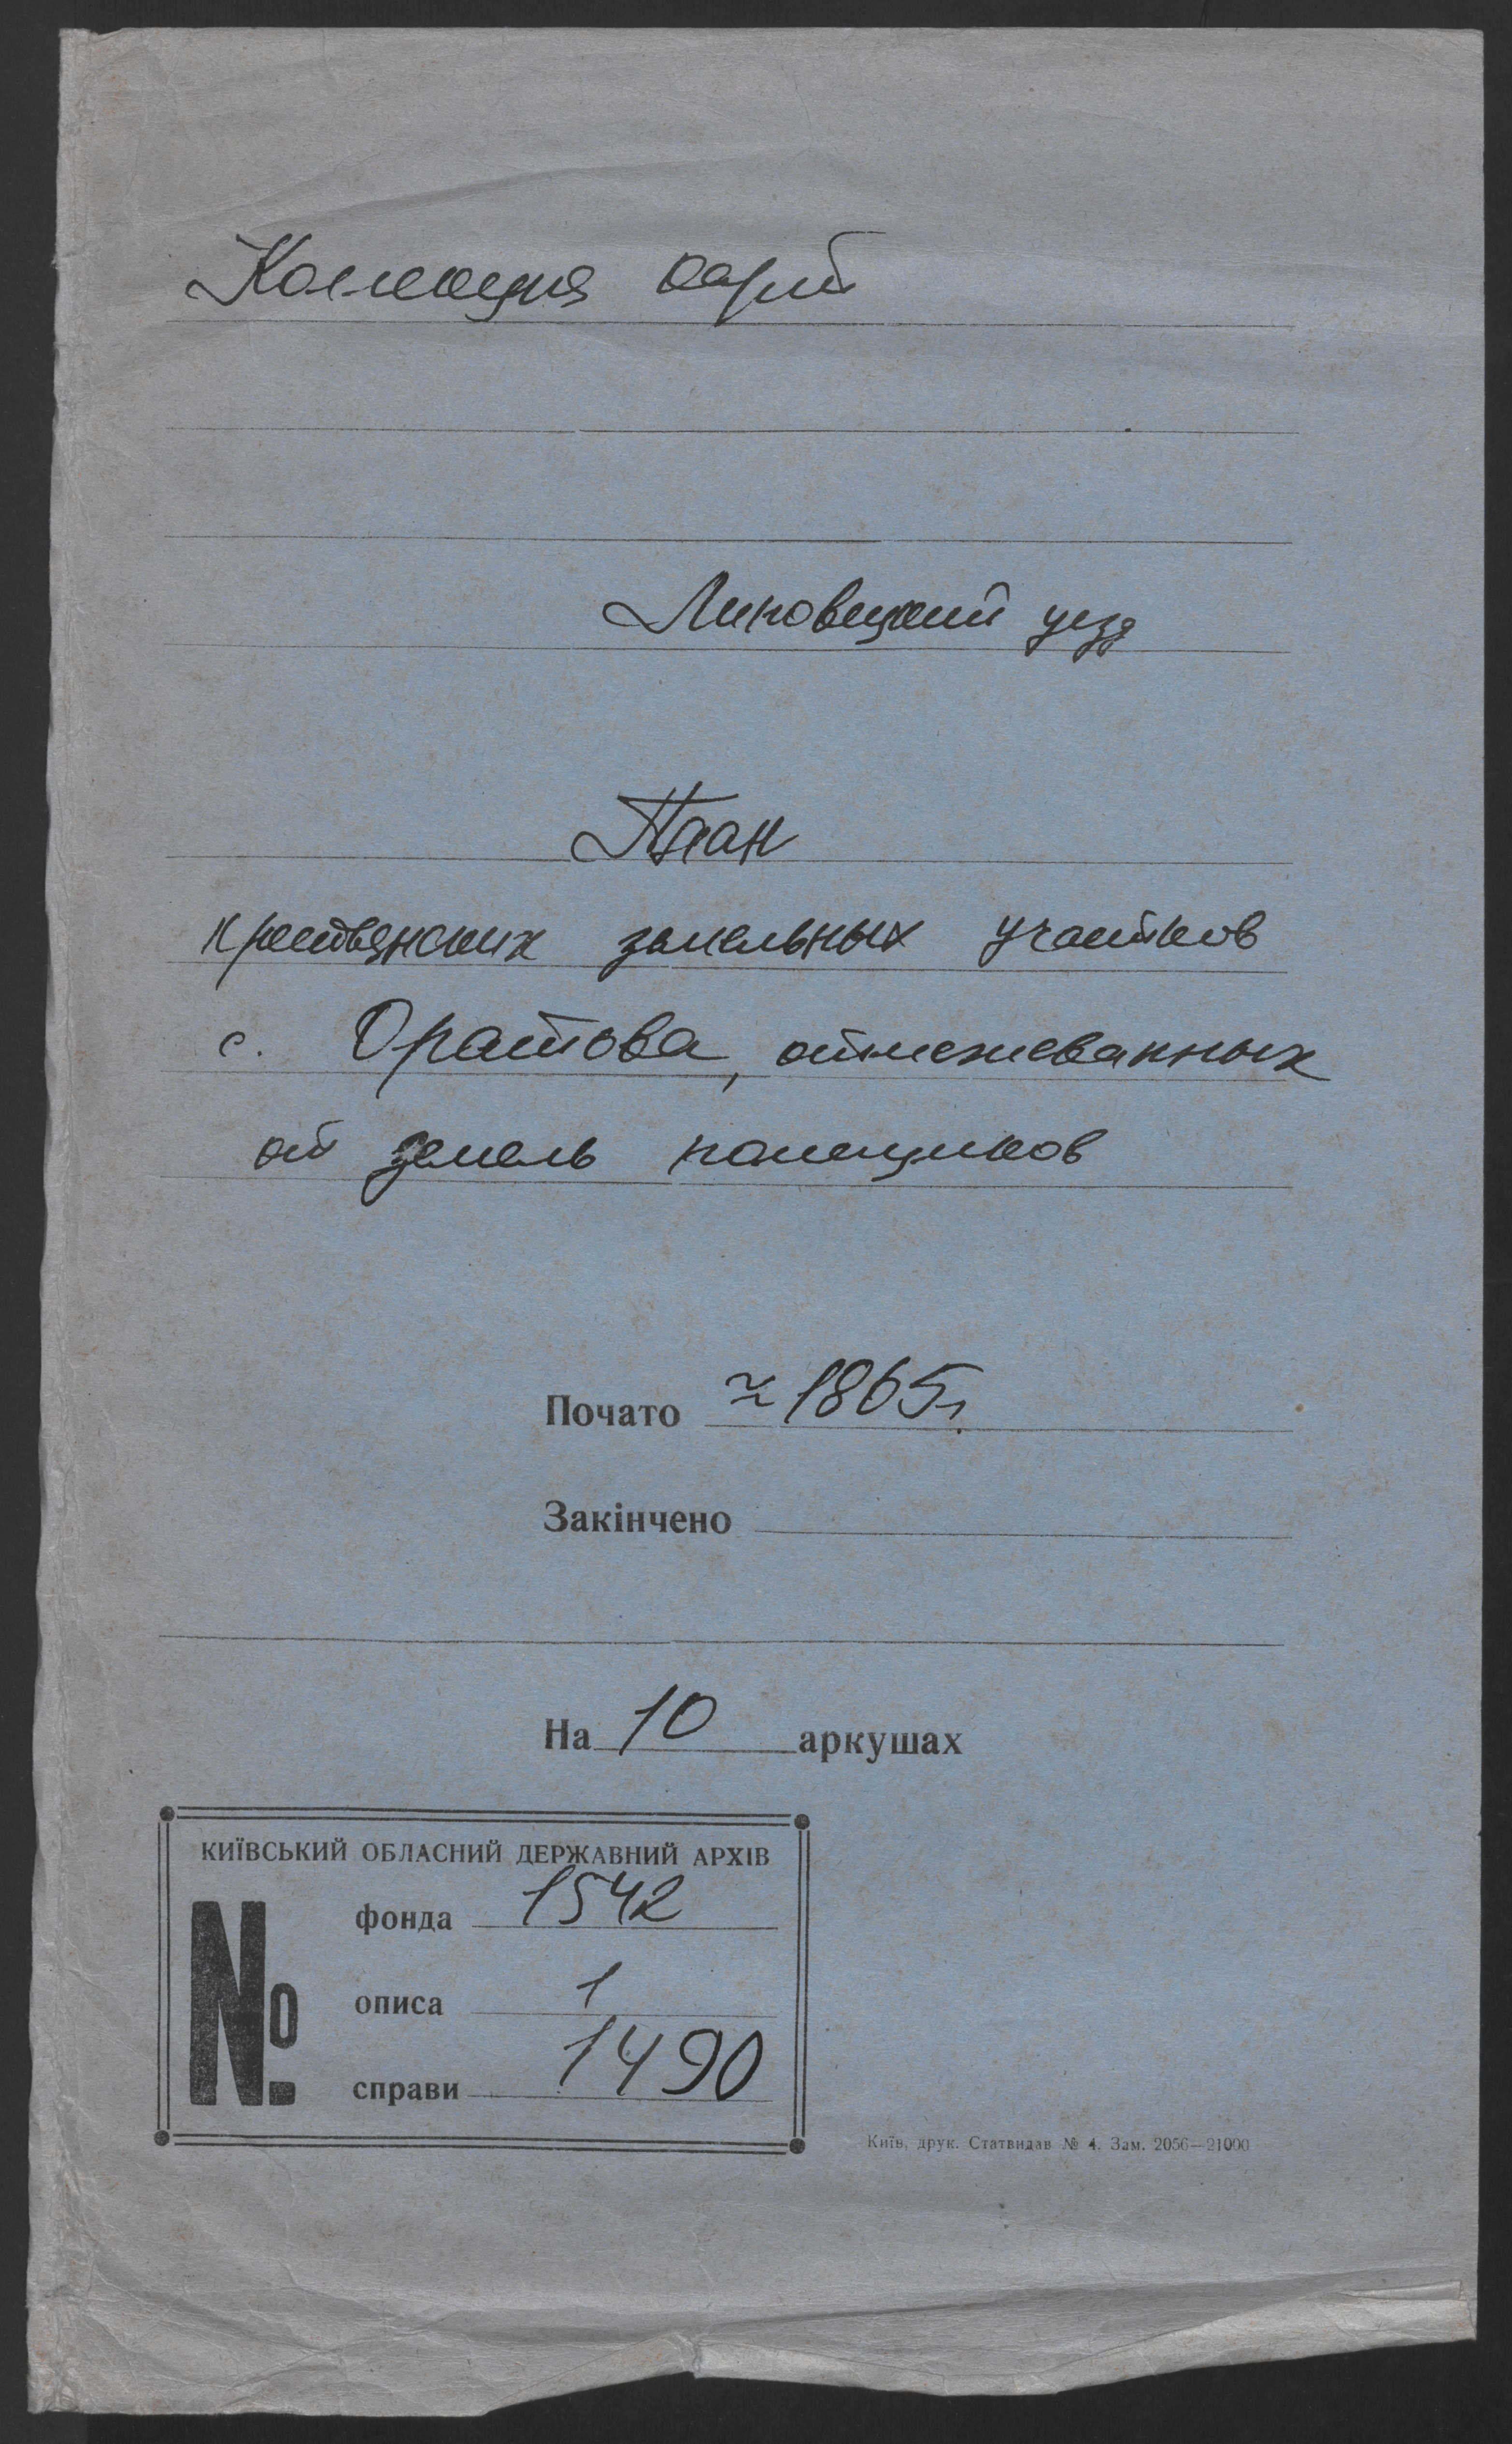 Коллекция карт
Липовецкий уезд
План
крестьянских земельных участков
с. Оратова, отмежеванных
от земель помещиков
Почато ≈ 1865 г.
Закінчено
На 10 аркушах
КИЇВСЬКИЙ ОБЛАСНИЙ ДЕРЖАВНИЙ АРХІВ
№ фонда 1542
описа 1
справи 1490
Київ, друк. Статвидав № 4. Зам. 2056—21000